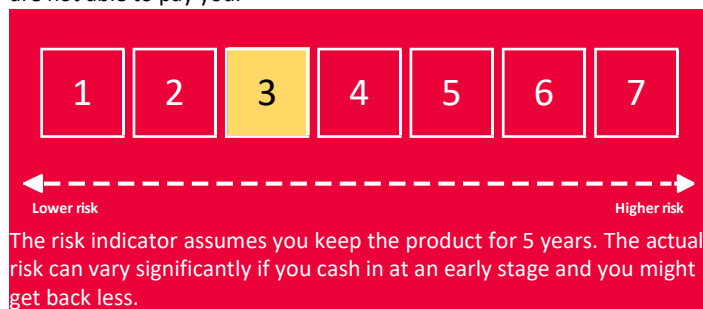 are not able to pay you.
1 2 3 4 5 6 7
Lower risk Higher risk
The risk indicator assumes you keep the product for 5 years. The actual
risk can vary significantly if you cash in at an early stage and you might
get back less.